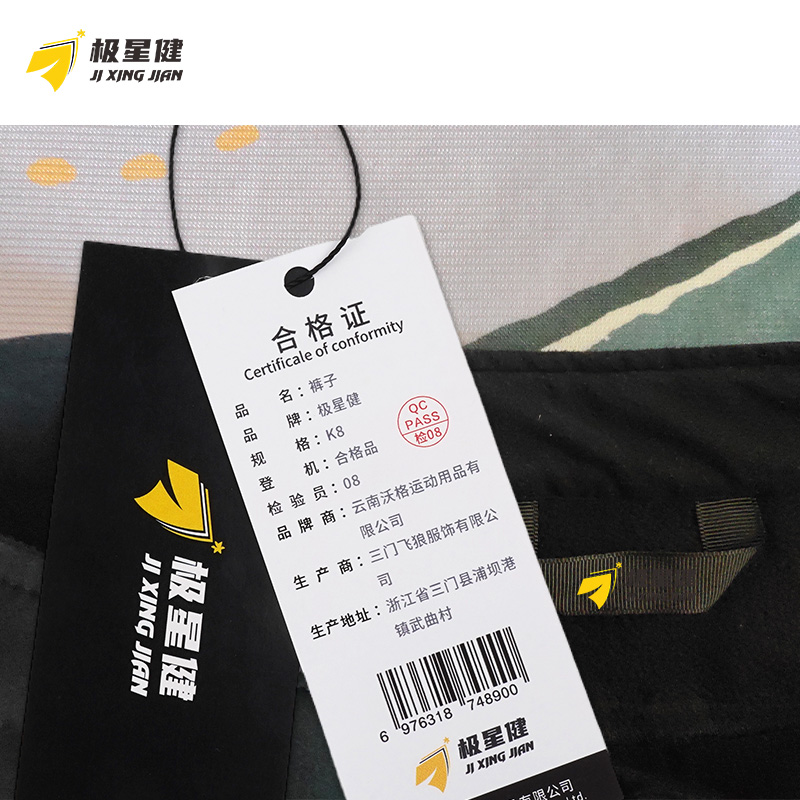 极星健
JI XING JIAN
合格证
Certificale of conformity
品名：裤子
品牌：极星健
规格：K8
登机：合格品
检验员：08
品牌商：云南沃格运动用品有
限公司
生产商：三门飞狼服饰有限公
司
生产地址：浙江省三门县浦坝港
镇武曲村
QC
PASS
检08
6 976318 748900
极星健
JI XING JIAN
有限公司
Ltd.
极星健
JI XING JIAN